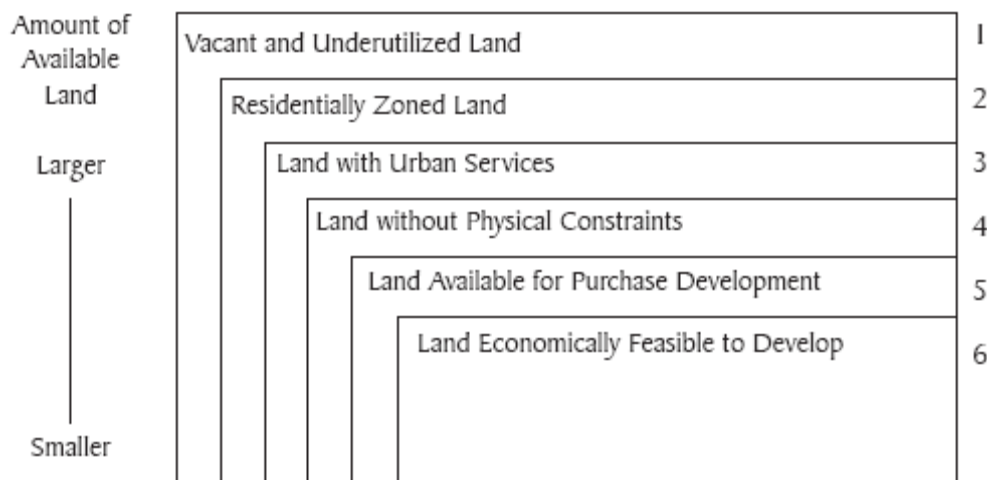 Amount of
Available
Land
Larger
Smaller
Vacant and Underutilized Land
1
Residentially Zoned Land
2
Land with Urban Services
3
Land without Physical Constraints
4
Land Available for Purchase Development
5
Land Economically Feasible to Develop
6